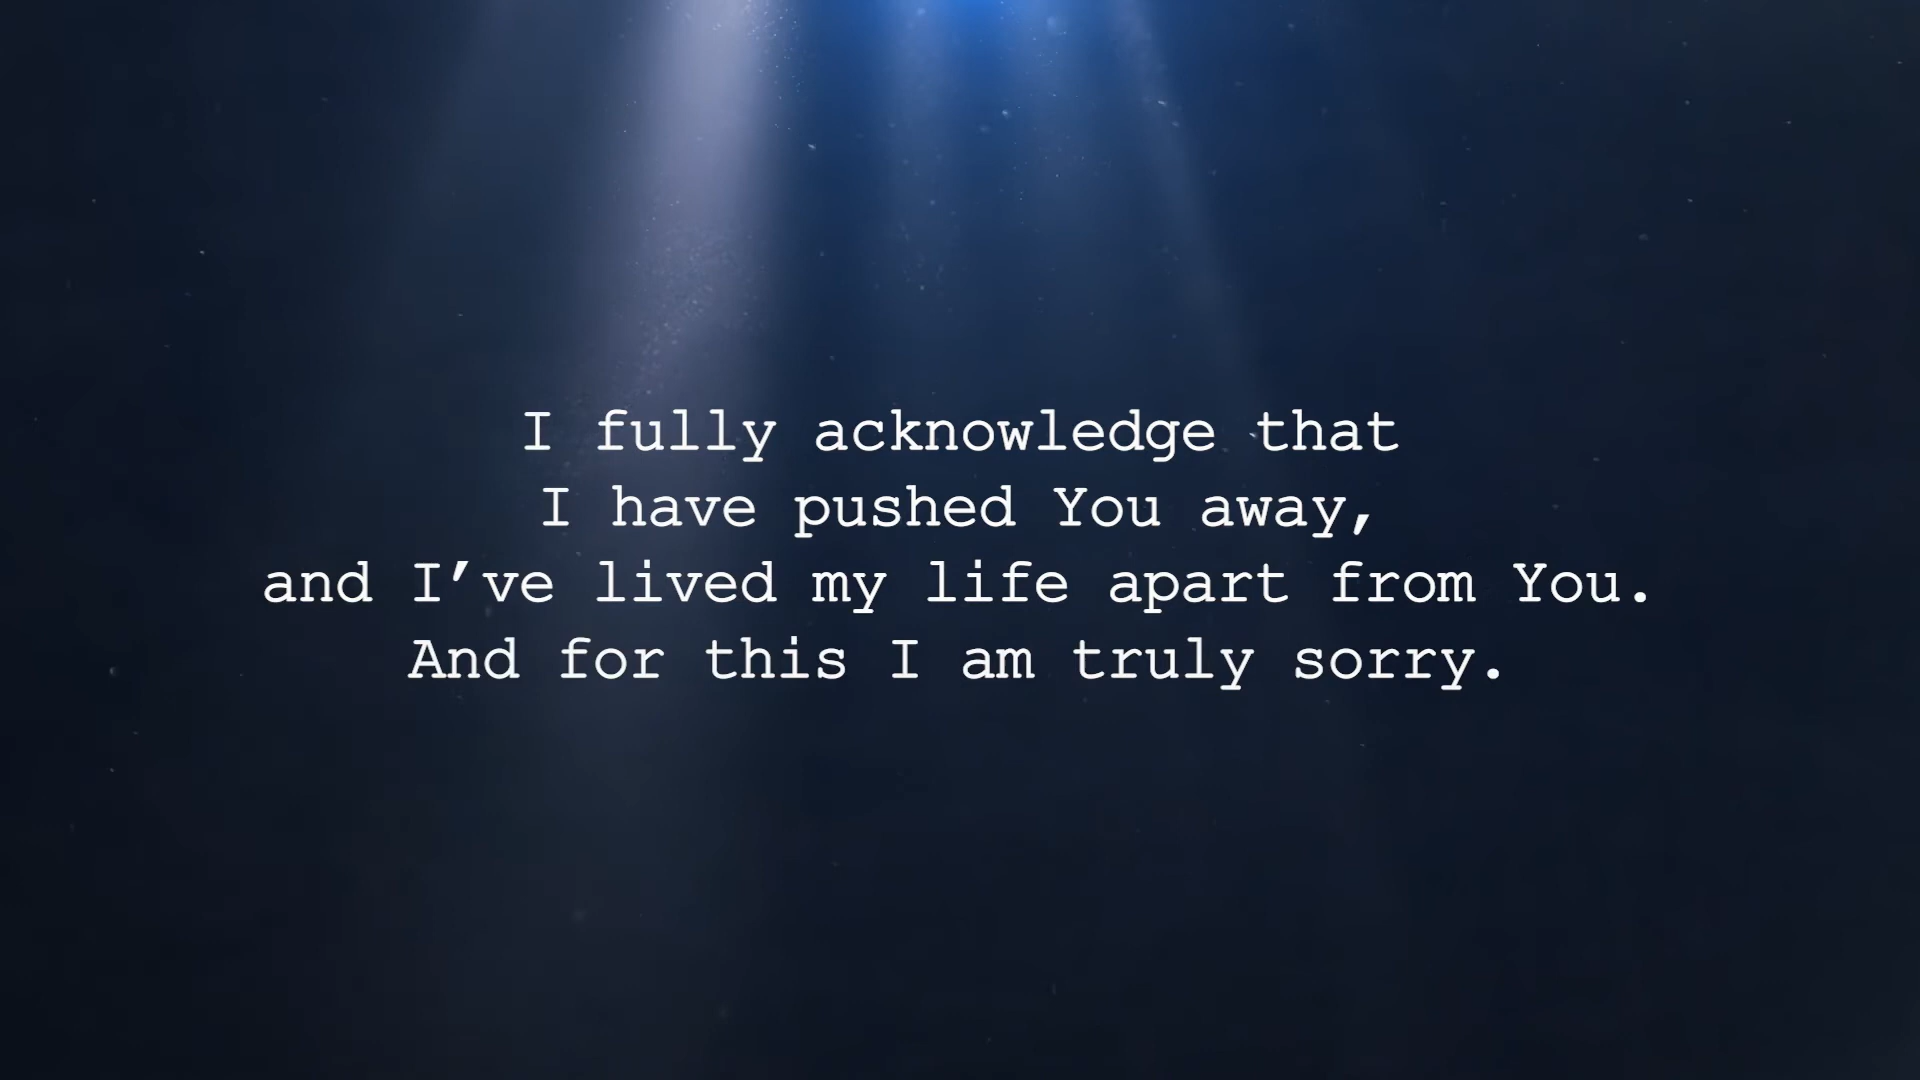 I fully acknowledge that
I have pushed You away,
and I’ve lived my life apart from You.
And for this I am truly sorry.